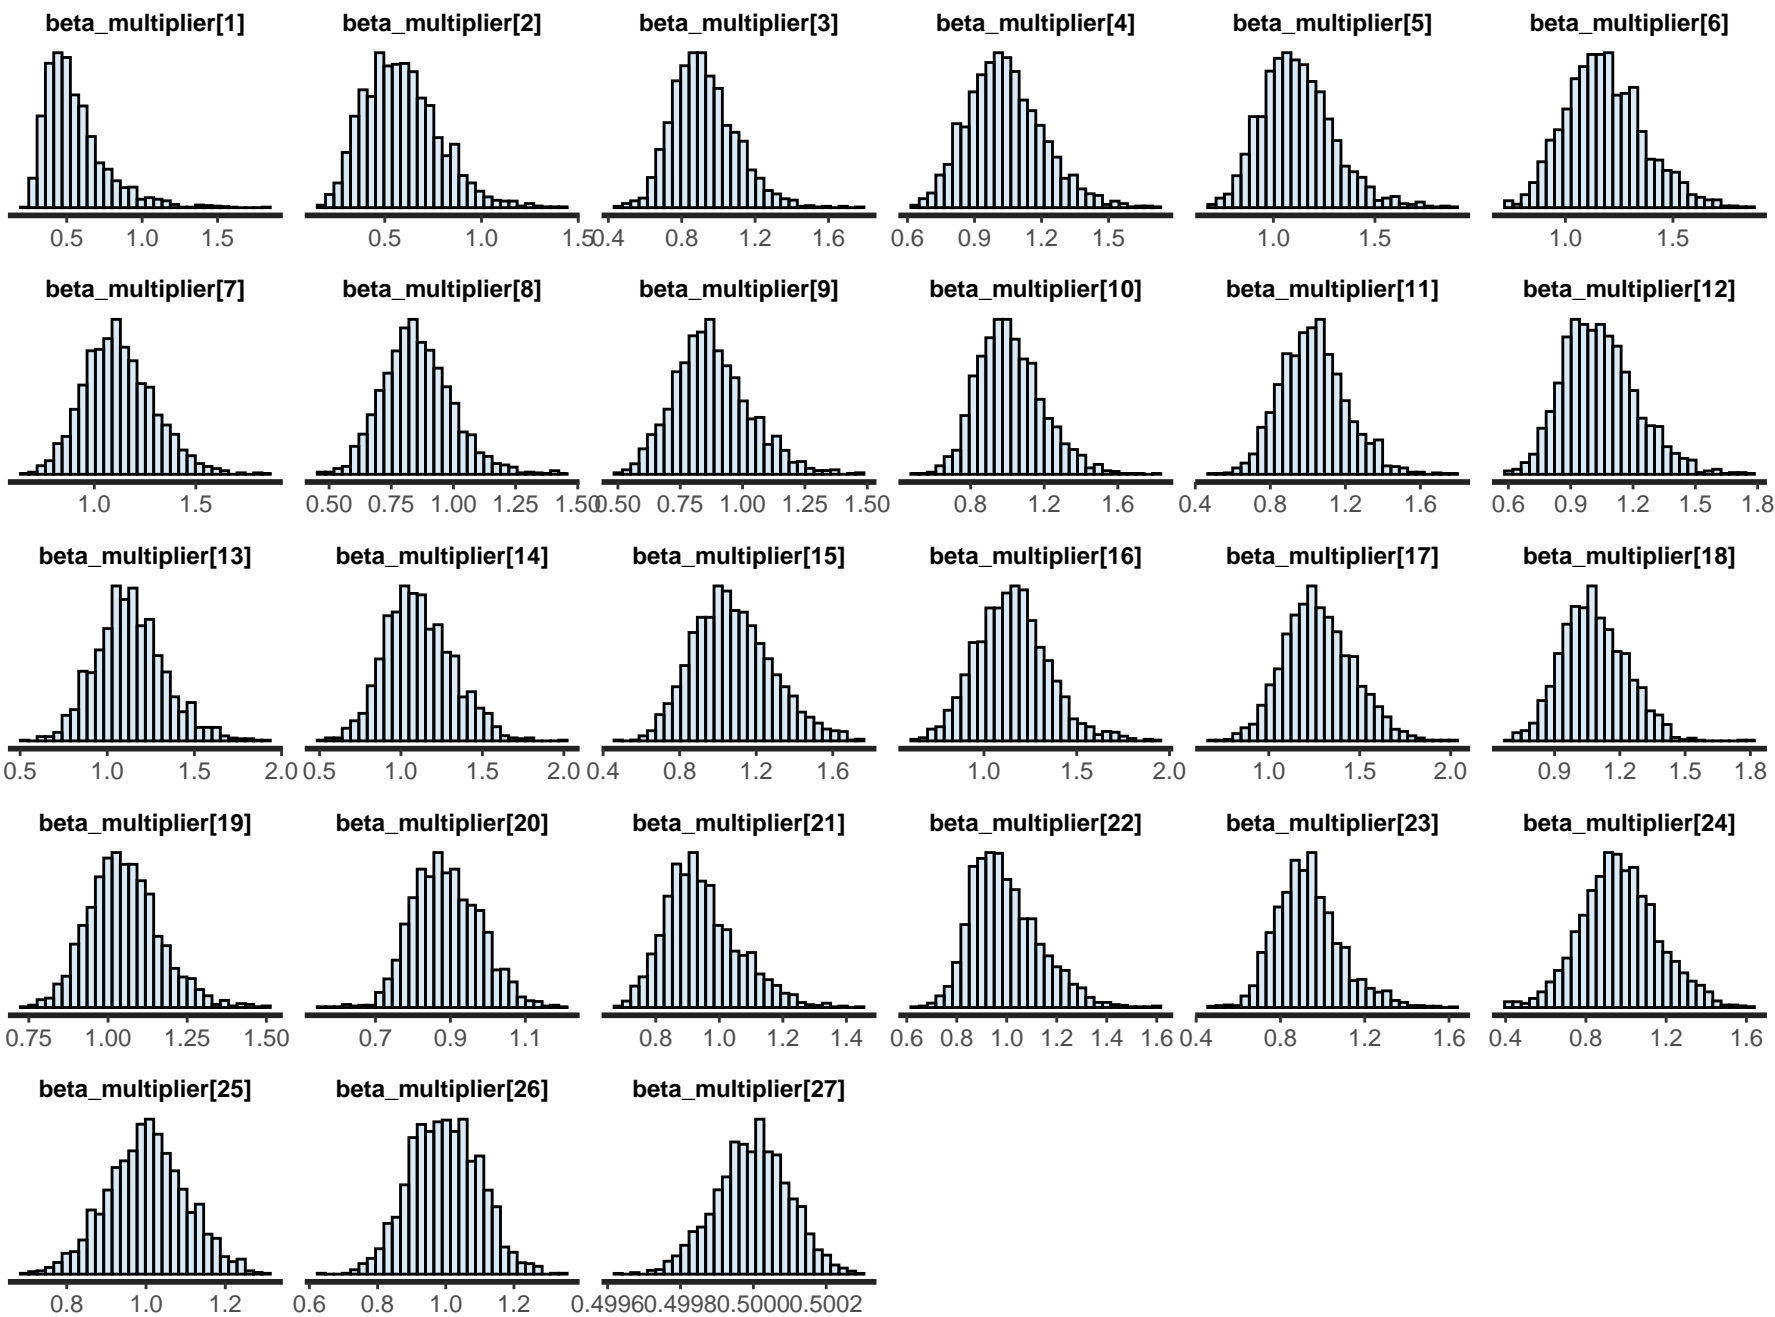 beta_multiplier[1] beta_multiplier[2] beta_multiplier[3] beta_multiplier[4] beta_multiplier[5] beta_multiplier[6]
0.5 1.0 1.5 0.5 1.0 1.5 0.4 0.8 1.2 1.6 0.6 0.9 1.2 1.5 1.0 1.5 1.0 1.5
beta_multiplier[7] beta_multiplier[8] beta_multiplier[9] beta_multiplier[10] beta_multiplier[11] beta_multiplier[12]
1.0 1.5 0.50 0.75 1.00 1.25 1.50 0.50 0.75 1.00 1.25 1.50 0.8 1.2 1.6 0.4 0.8 1.2 1.6 0.6 0.9 1.2 1.5 1.8
beta_multiplier[13] beta_multiplier[14] beta_multiplier[15] beta_multiplier[16] beta_multiplier[17] beta_multiplier[18]
0.5 1.0 1.5 2.0 0.5 1.0 1.5 2.0 0.4 0.8 1.2 1.6 1.0 1.5 2.0 1.0 1.5 2.0 0.9 1.2 1.5 1.8
beta_multiplier[19] beta_multiplier[20] beta_multiplier[21] beta_multiplier[22] beta_multiplier[23] beta_multiplier[24]
0.75 1.00 1.25 1.50 0.7 0.9 1.1 0.8 1.0 1.2 1.4 0.6 0.8 1.0 1.2 1.4 1.6 0.4 0.8 1.2 1.6 0.4 0.8 1.2 1.6
beta_multiplier[25] beta_multiplier[26] beta_multiplier[27]
0.8 1.0 1.2 0.6 0.8 1.0 1.2 0.4996 0.4998 0.5000 0.5002